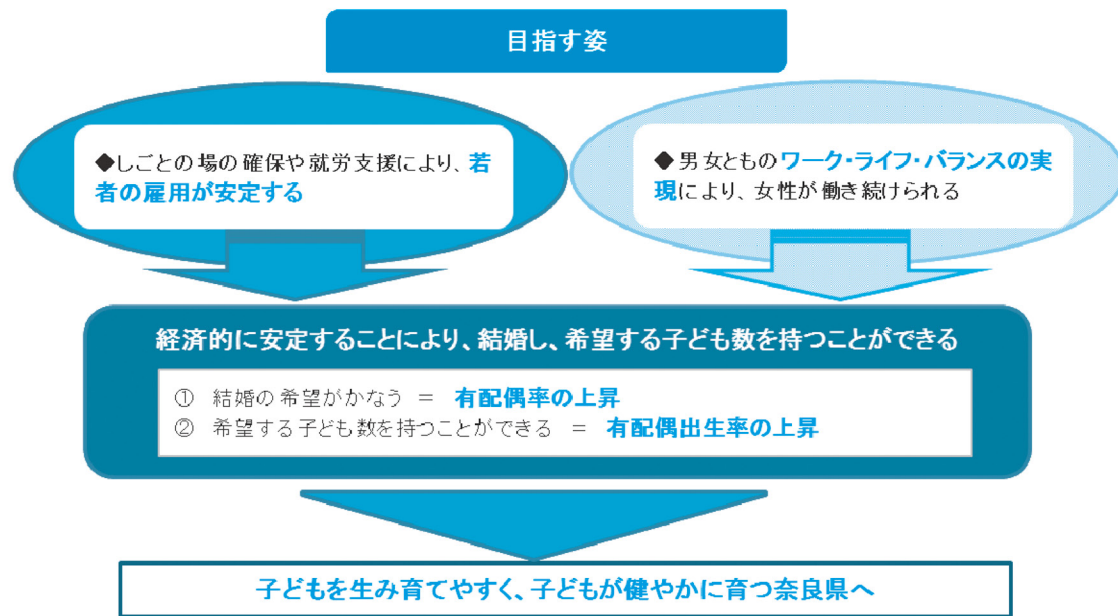 目指す姿
◆しごとの場の確保や就労支援により、若
者の雇用が安定する
◆男女とものワーク・ライフ・バランスの実
現により、女性が働き続けられる
経済的に安定することにより、結婚し、希望する子ども数を持つことができる
① 結婚の希望がかなう = 有配偶率の上昇
② 希望する子ども数を持つことができる = 有配偶出生率の上昇
子どもを生み育てやすく、子どもが健やかに育つ奈良県へ